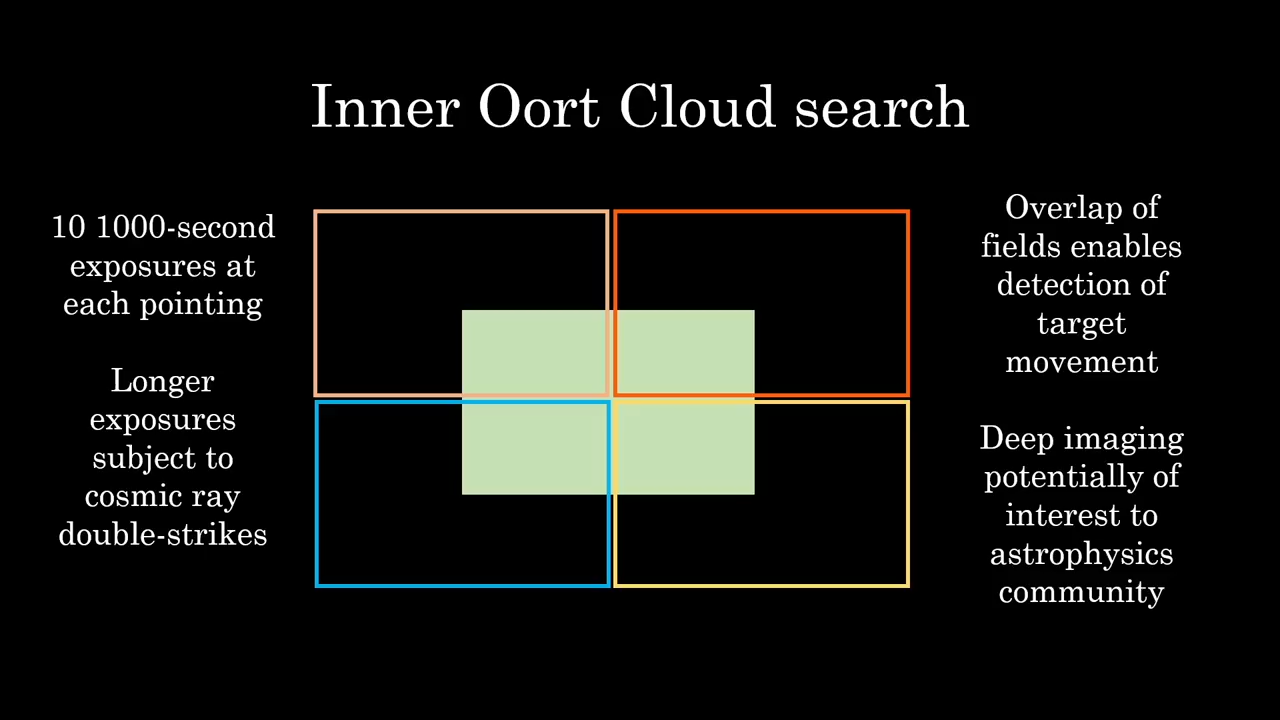 Inner Oort Cloud search
10 1000-second
exposures at
each pointing
Longer
exposures
subject to
cosmic ray
double-strikes
Overlap of
fields enables
detection of
target
movement
Deep imaging
potentially of
interest to
astrophysics
community